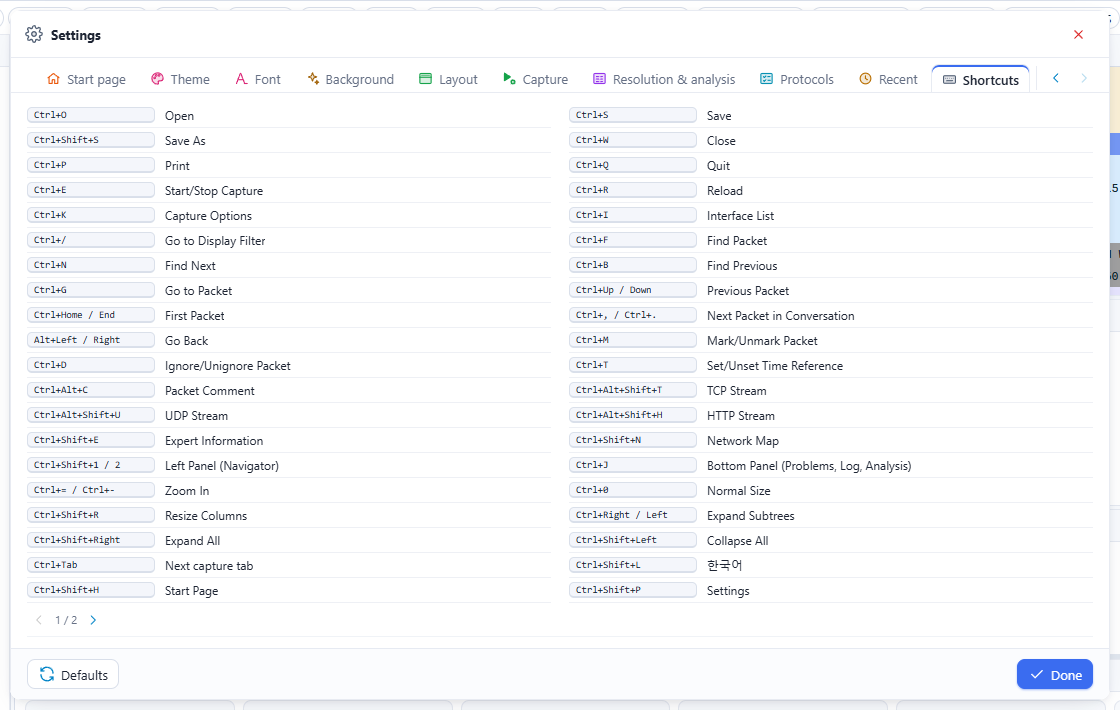 Settings
Start page Theme Font Background Layout Capture Resolution & analysis Protocols Recent Shortcuts
Ctrl+O Open Ctrl+S Save
Ctrl+Shift+S Save As Ctrl+W Close
Ctrl+P Print Ctrl+Q Quit
Ctrl+E Start/Stop Capture Ctrl+R Reload
Ctrl+K Capture Options Ctrl+I Interface List
Ctrl+/ Go to Display Filter Ctrl+F Find Packet
Ctrl+N Find Next Ctrl+B Find Previous
Ctrl+G Go to Packet Ctrl+Up / Down Previous Packet
Ctrl+Home / End First Packet Ctrl+, / Ctrl+. Next Packet in Conversation
Alt+Left / Right Go Back Ctrl+M Mark/Unmark Packet
Ctrl+D Ignore/Unignore Packet Ctrl+T Set/Unset Time Reference
Ctrl+Alt+C Packet Comment Ctrl+Alt+Shift+T TCP Stream
Ctrl+Alt+Shift+U UDP Stream Ctrl+Alt+Shift+H HTTP Stream
Ctrl+Shift+E Expert Information Ctrl+Shift+N Network Map
Ctrl+Shift+1 / 2 Left Panel (Navigator) Ctrl+J Bottom Panel (Problems, Log, Analysis)
Ctrl+= / Ctrl+- Zoom In Ctrl+0 Normal Size
Ctrl+Shift+R Resize Columns Ctrl+Right / Left Expand Subtrees
Ctrl+Shift+Right Expand All Ctrl+Shift+Left Collapse All
Ctrl+Tab Next capture tab Ctrl+Shift+L 한국어
Ctrl+Shift+H Start Page Ctrl+Shift+P Settings
1 / 2
Defaults Done